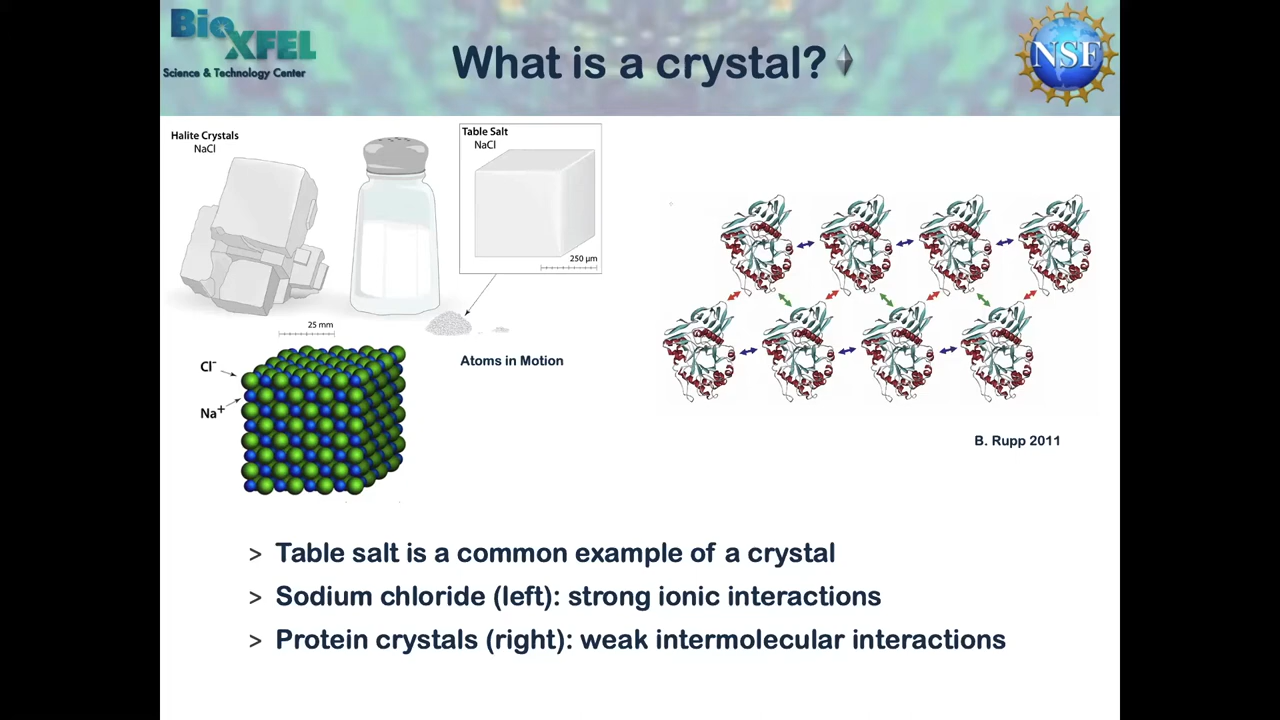 Bio
XFEL
Science & Technology Center
What is a crystal?
NSF
Halite Crystals
NaCl
Table Salt
NaCl
250 µm
25 mm
Atoms in Motion
Cl⁻
Na⁺
B. Rupp 2011
> Table salt is a common example of a crystal
> Sodium chloride (left): strong ionic interactions
> Protein crystals (right): weak intermolecular interactions